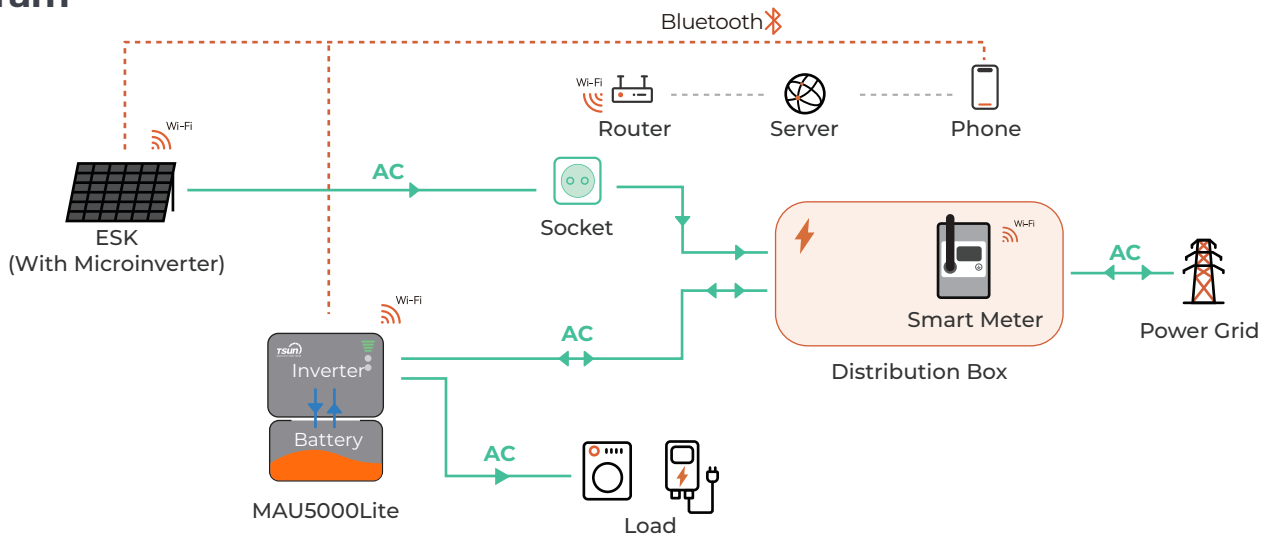 Bluetooth
Wi-Fi
Router
Server
Phone
Wi-Fi
AC
ESK
(With Microinverter)
Socket
Wi-Fi
Smart Meter
Distribution Box
AC
Power Grid
Wi-Fi
AC
TSUN
Inverter
Battery
MAU5000Lite
AC
Load